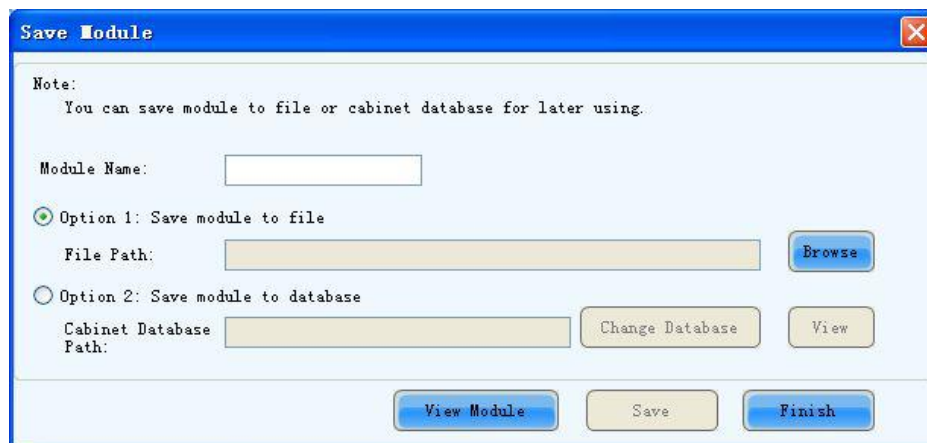 Save Module
Note:
You can save module to file or cabinet database for later using.
Module Name:
Option 1: Save module to file
File Path:
Browse
Option 2: Save module to database
Cabinet Database
Path:
Change Database
View
View Module
Save
Finish